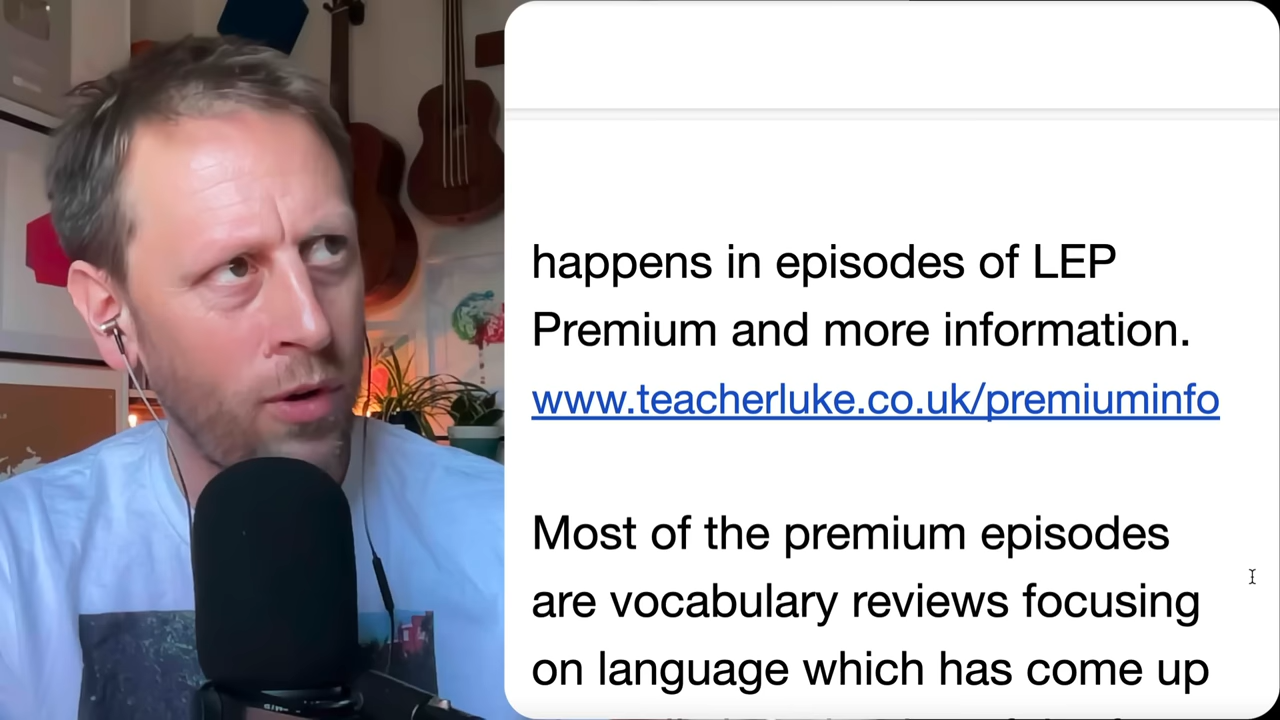 happens in episodes of LEP
Premium and more information.
www.teacherluke.co.uk/premiuminfo
Most of the premium episodes
are vocabulary reviews focusing
on language which has come up